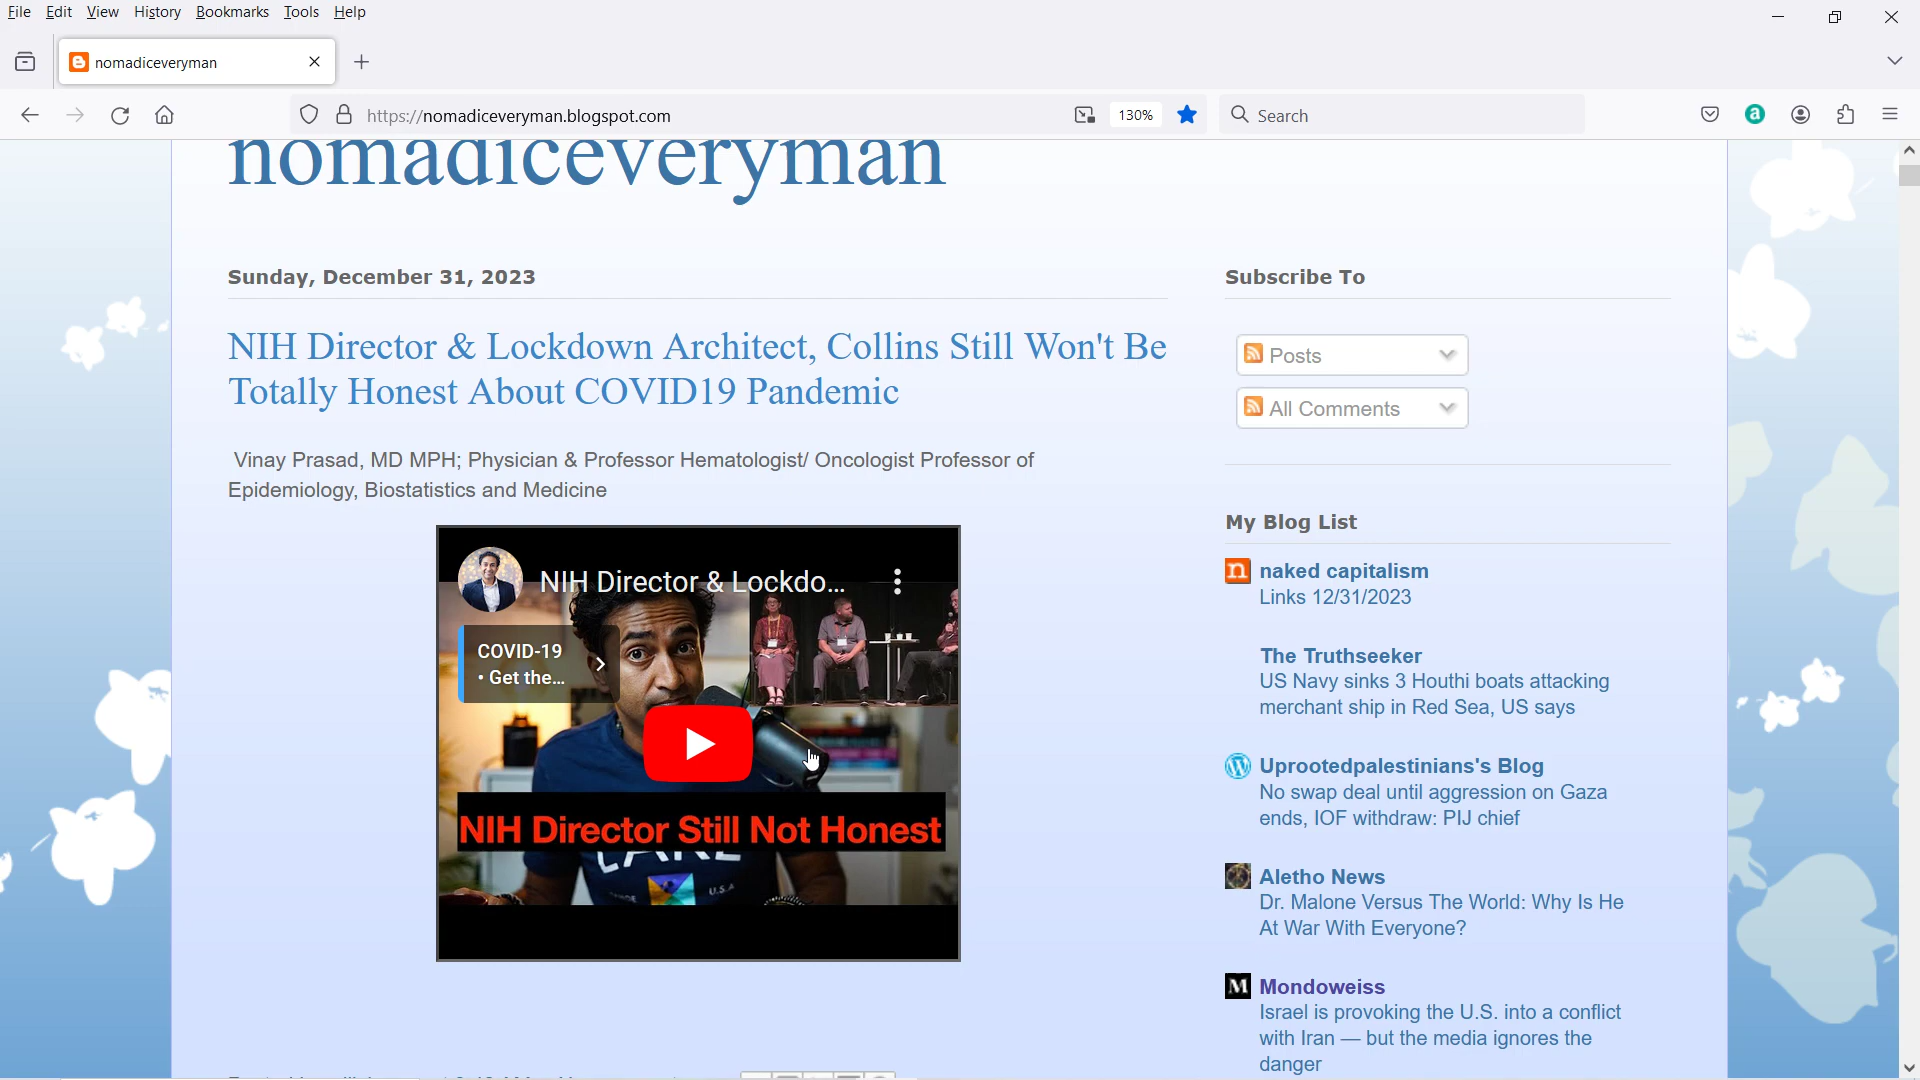 File Edit View History Bookmarks Tools Help
nomadiceveryman
https://nomadiceveryman.blogspot.com
130%
Search
nomadiceveryman
Sunday, December 31, 2023
NIH Director & Lockdown Architect, Collins Still Won't Be
Totally Honest About COVID19 Pandemic
Vinay Prasad, MD MPH; Physician & Professor Hematologist/ Oncologist Professor of
Epidemiology, Biostatistics and Medicine
NIH Director & Lockdo...
COVID-19
• Get the...
NIH Director Still Not Honest
U.S.A
Subscribe To
Posts
All Comments
My Blog List
naked capitalism
Links 12/31/2023
The Truthseeker
US Navy sinks 3 Houthi boats attacking
merchant ship in Red Sea, US says
Uprootedpalestinians's Blog
No swap deal until aggression on Gaza
ends, IOF withdraw: PIJ chief
Aletho News
Dr. Malone Versus The World: Why Is He
At War With Everyone?
M Mondoweiss
Israel is provoking the U.S. into a conflict
with Iran — but the media ignores the
danger